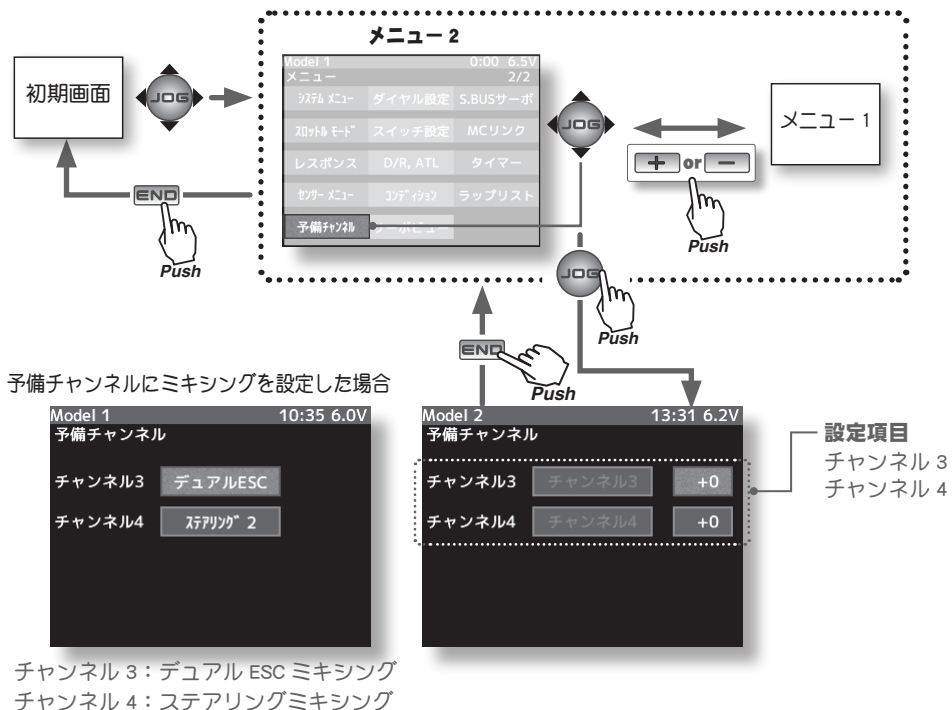 メニュー 2
初期画面
JOG
Model 1 0:00 6.5V
メニュー 2/2
システム メニュー ダイヤル設定 S.BUSサーボ
スロットル モード スイッチ設定 MCリンク
レスポンス D/R, ATL タイマー
センサー メニュー コンディション ラップリスト
予備チャンネル サーボビュー
JOG
+ or −
Push
メニュー 1
END
Push
JOG
Push
END
Push
予備チャンネルにミキシングを設定した場合
Model 1 10:35 6.0V
予備チャンネル
チャンネル3 デュアルESC
チャンネル4 ステアリング 2
チャンネル 3：デュアル ESC ミキシング
チャンネル 4：ステアリングミキシング
Model 2 13:31 6.2V
予備チャンネル
チャンネル3 チャンネル3 +0
チャンネル4 チャンネル4 +0
設定項目
チャンネル 3
チャンネル 4